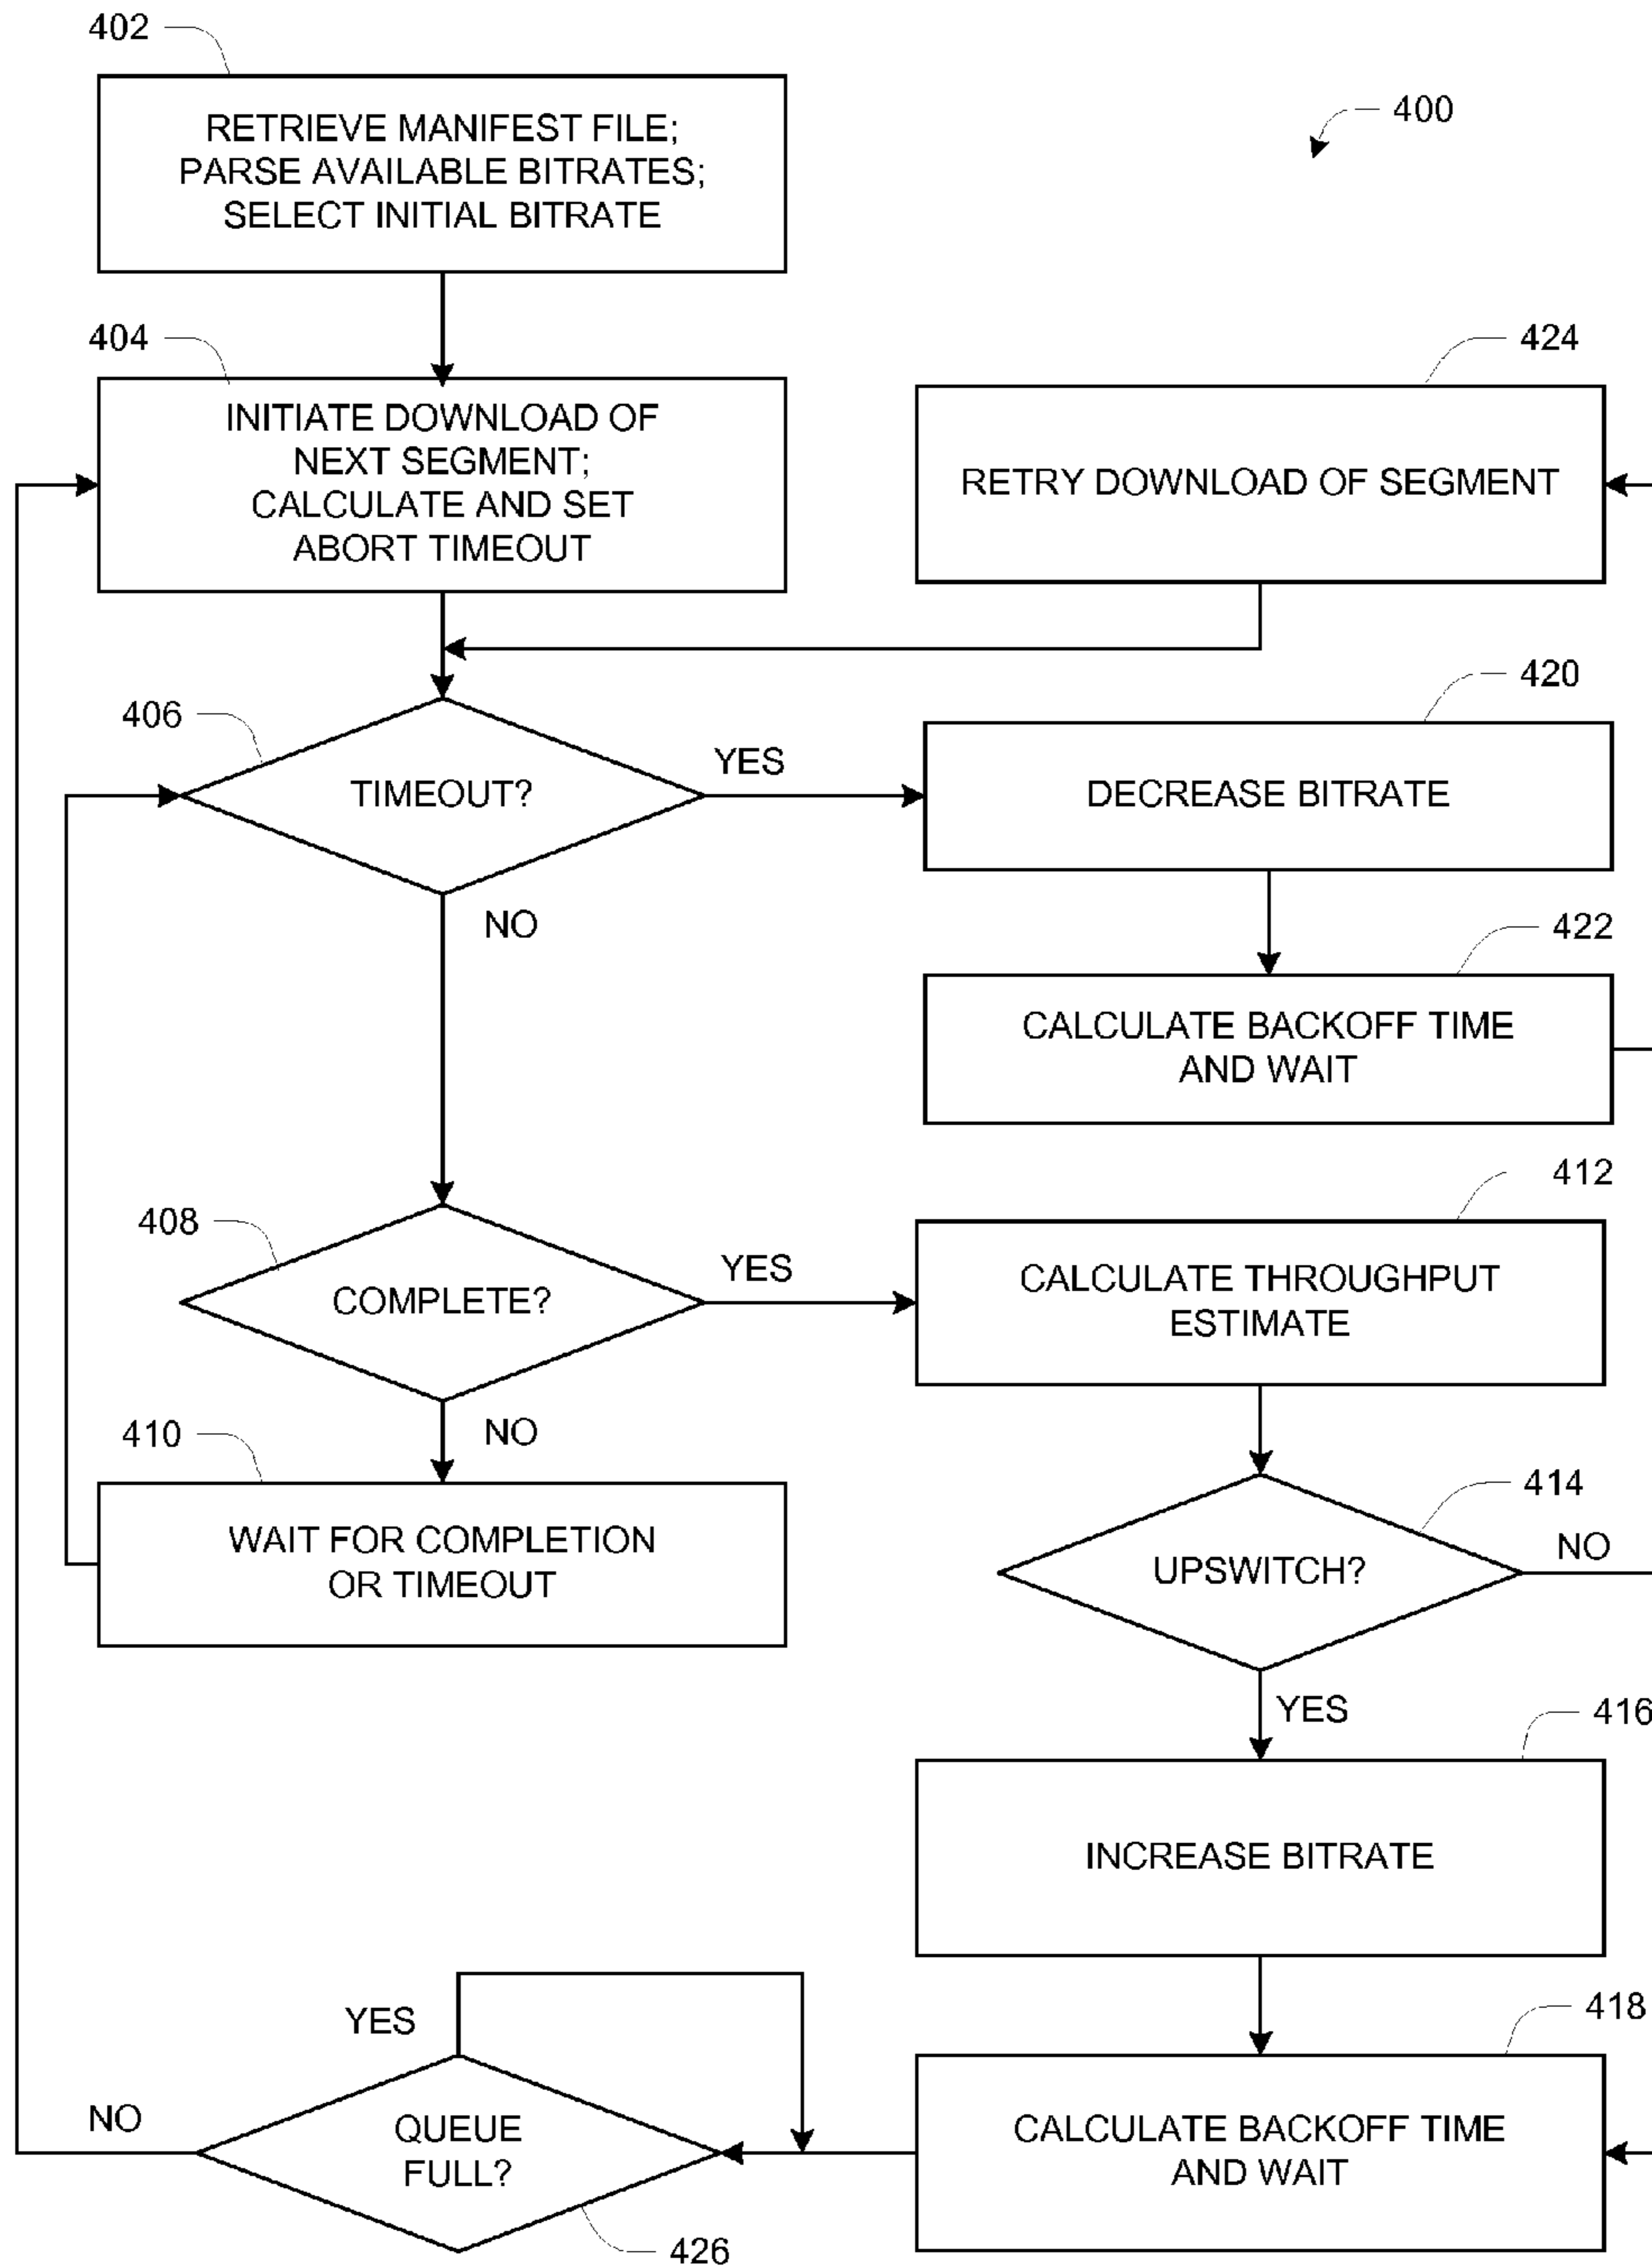 402
RETRIEVE MANIFEST FILE;
PARSE AVAILABLE BITRATES;
SELECT INITIAL BITRATE
400
404
INITIATE DOWNLOAD OF
NEXT SEGMENT;
CALCULATE AND SET
ABORT TIMEOUT
424
RETRY DOWNLOAD OF SEGMENT
406
TIMEOUT?
YES
NO
420
DECREASE BITRATE
422
CALCULATE BACKOFF TIME
AND WAIT
408
COMPLETE?
YES
NO
412
CALCULATE THROUGHPUT
ESTIMATE
410
WAIT FOR COMPLETION
OR TIMEOUT
414
UPSWITCH?
NO
YES
416
INCREASE BITRATE
418
CALCULATE BACKOFF TIME
AND WAIT
YES
NO
QUEUE
FULL?
426